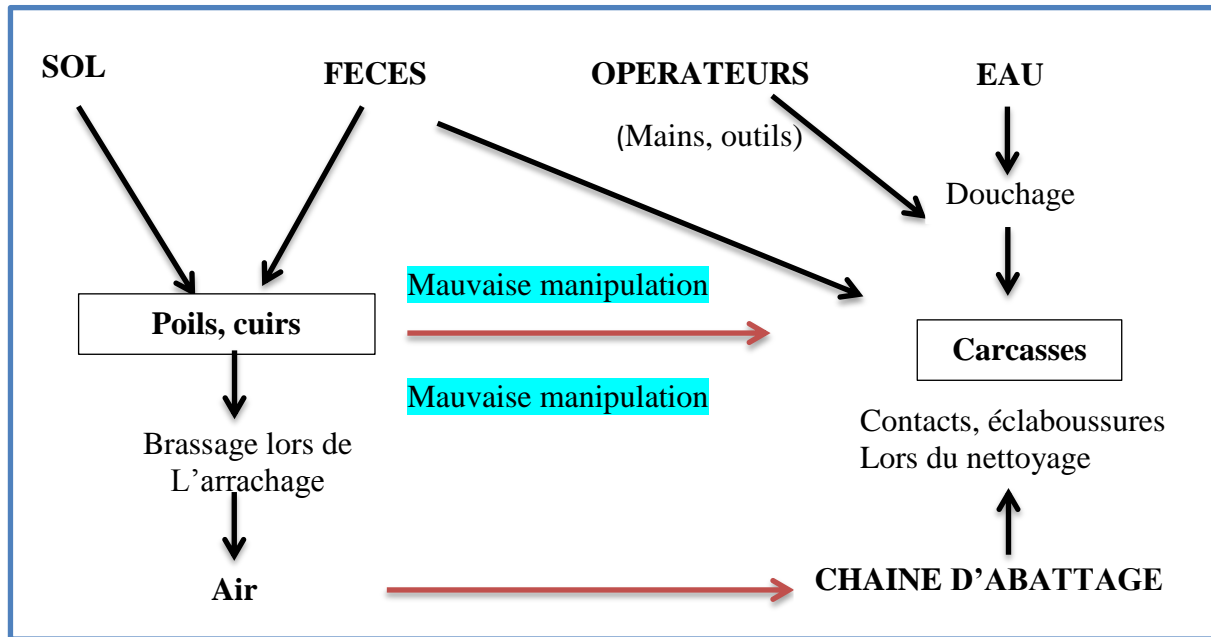 SOL
FECES
OPERATEURS
EAU
(Mains, outils)
Douchage
Mauvaise manipulation
Poils, cuirs
Carcasses
Mauvaise manipulation
Contacts, éclaboussures
Lors du nettoyage
Brassage lors de
L’arrachage
Air
CHAINE D’ABATTAGE